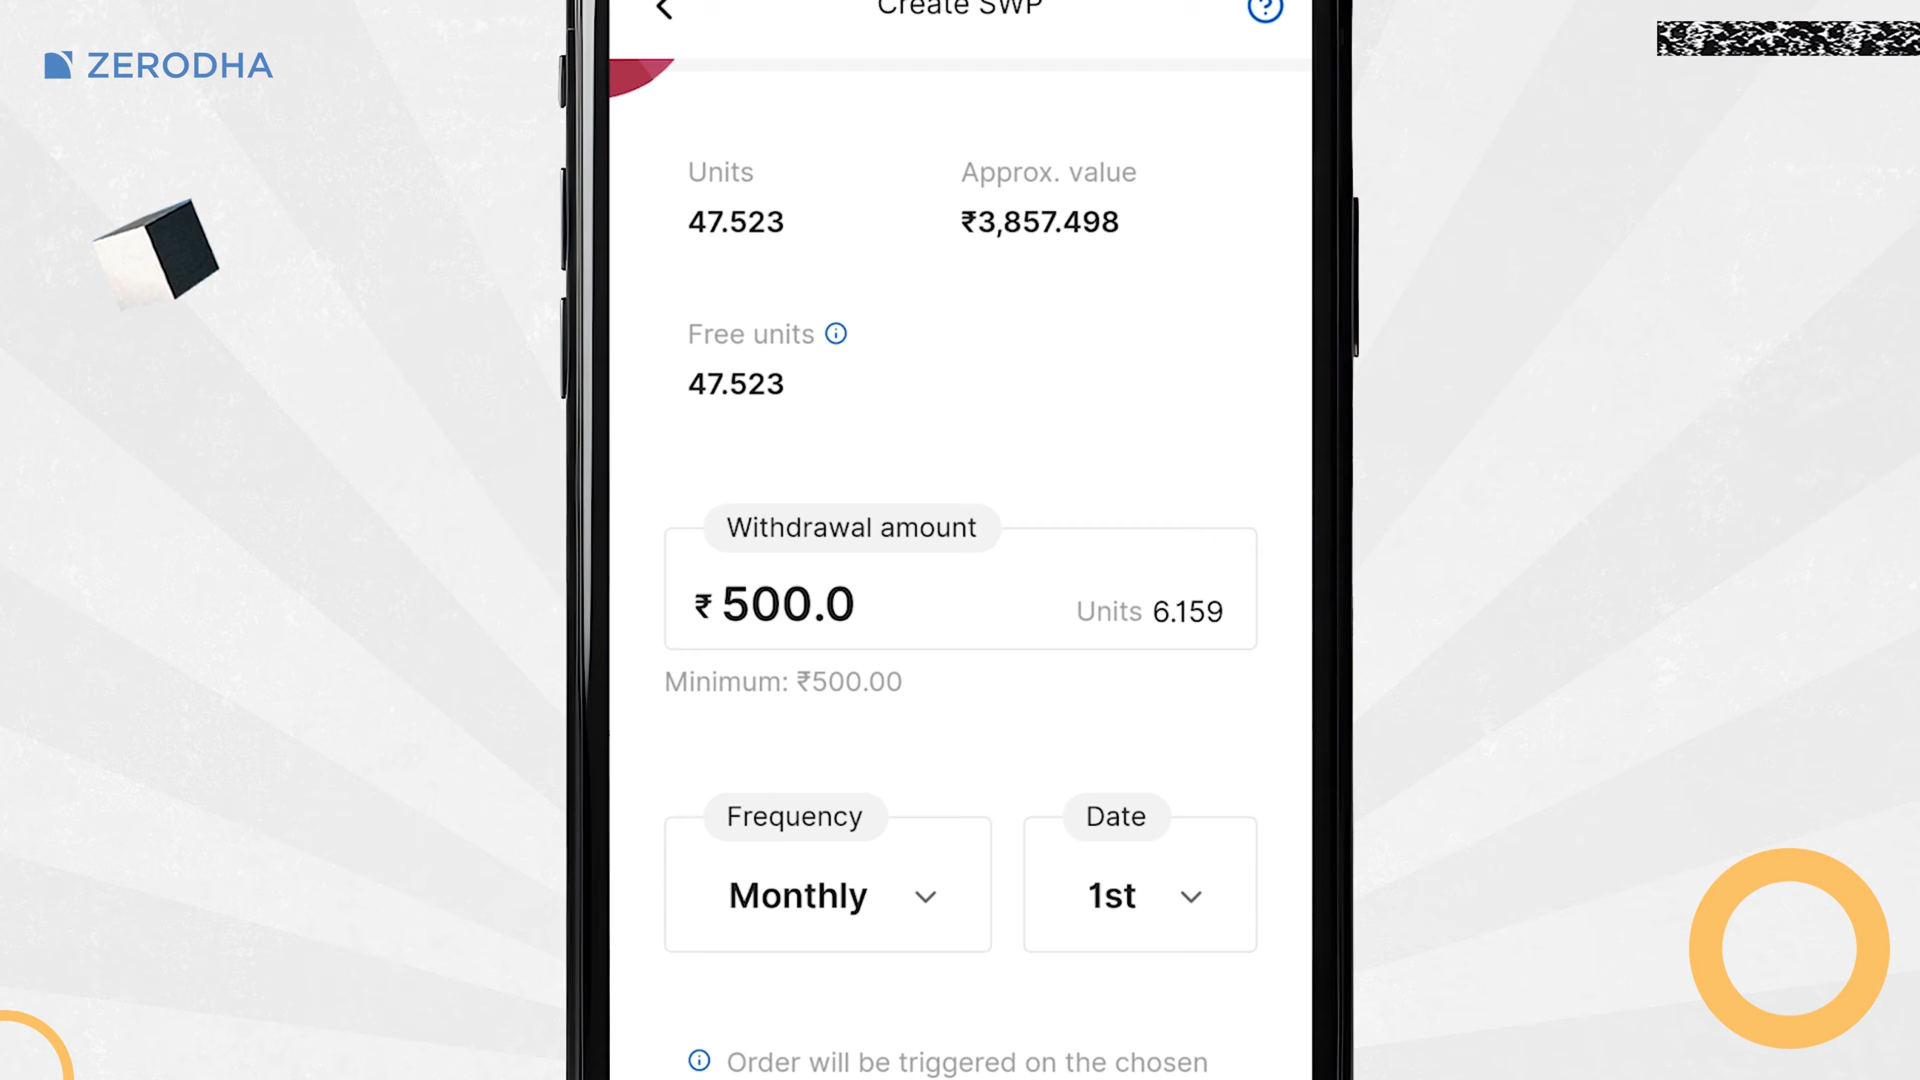 Create SWP
ZERODHA
Units
Approx. value
47.523
₹3,857.498
Free units
47.523
Withdrawal amount
₹ 500.0
Units 6.159
Minimum: ₹500.00
Frequency
Date
Monthly
1st
Order will be triggered on the chosen